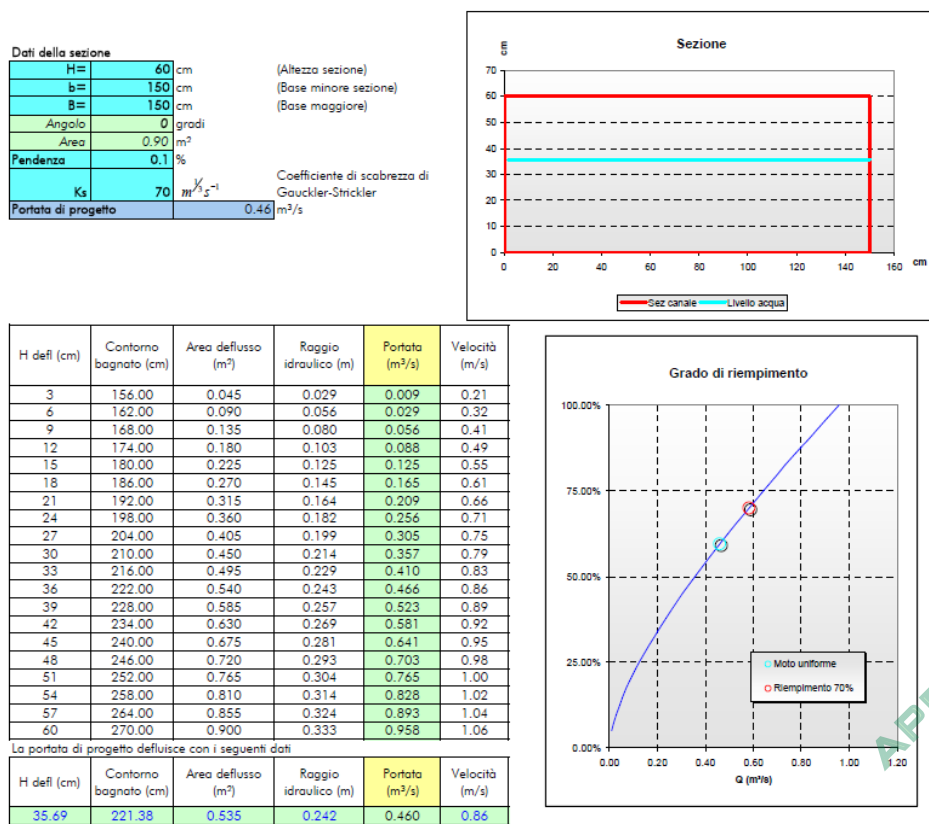 Dati della sezione
H= 60 cm (Altezza sezione)
b= 150 cm (Base minore sezione)
B= 150 cm (Base maggiore)
Angolo 0 gradi
Area 0.90 m²
Pendenza 0.1 %
Ks 70 m^⅓ s⁻¹ Coefficiente di scabrezza di
Gauckler-Strickler
Portata di progetto 0.46 m³/s
Sezione
cm
70
60
50
40
30
20
10
0
0 20 40 60 80 100 120 140 160 cm
Sez canale Livello acqua
H defl (cm) Contorno bagnato (cm) Area deflusso (m²) Raggio idraulico (m) Portata (m³/s) Velocità (m/s)
3 156.00 0.045 0.029 0.009 0.21
6 162.00 0.090 0.056 0.029 0.32
9 168.00 0.135 0.080 0.056 0.41
12 174.00 0.180 0.103 0.088 0.49
15 180.00 0.225 0.125 0.125 0.55
18 186.00 0.270 0.145 0.165 0.61
21 192.00 0.315 0.164 0.209 0.66
24 198.00 0.360 0.182 0.256 0.71
27 204.00 0.405 0.199 0.305 0.75
30 210.00 0.450 0.214 0.357 0.79
33 216.00 0.495 0.229 0.410 0.83
36 222.00 0.540 0.243 0.466 0.86
39 228.00 0.585 0.257 0.523 0.89
42 234.00 0.630 0.269 0.581 0.92
45 240.00 0.675 0.281 0.641 0.95
48 246.00 0.720 0.293 0.703 0.98
51 252.00 0.765 0.304 0.765 1.00
54 258.00 0.810 0.314 0.828 1.02
57 264.00 0.855 0.324 0.893 1.04
60 270.00 0.900 0.333 0.958 1.06
La portata di progetto defluisce con i seguenti dati
H defl (cm) Contorno bagnato (cm) Area deflusso (m²) Raggio idraulico (m) Portata (m³/s) Velocità (m/s)
35.69 221.38 0.535 0.242 0.460 0.86
Grado di riempimento
100.00%
75.00%
50.00%
25.00%
0.00%
Moto uniforme
Riempimento 70%
0.00 0.20 0.40 0.60 0.80 1.00 1.20
Q (m³/s)